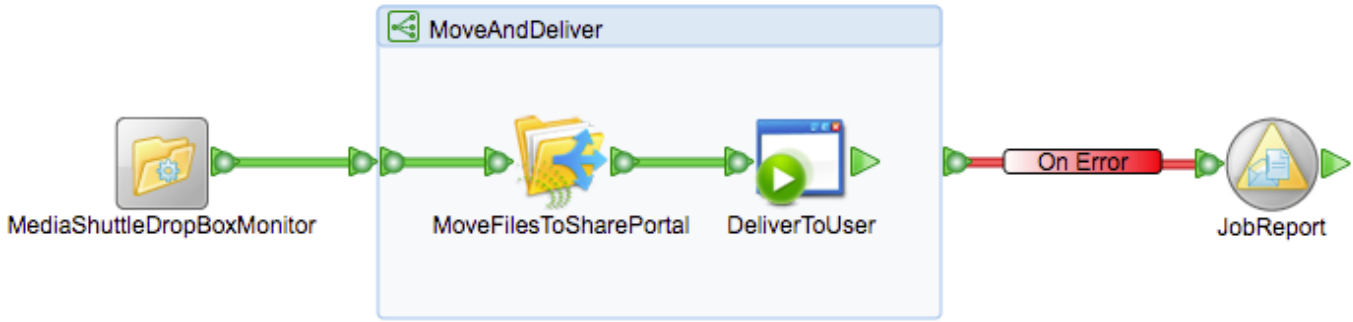 MoveAndDeliver
On Error
MediaShuttleDropBoxMonitor
MoveFilesToSharePortal
DeliverToUser
JobReport